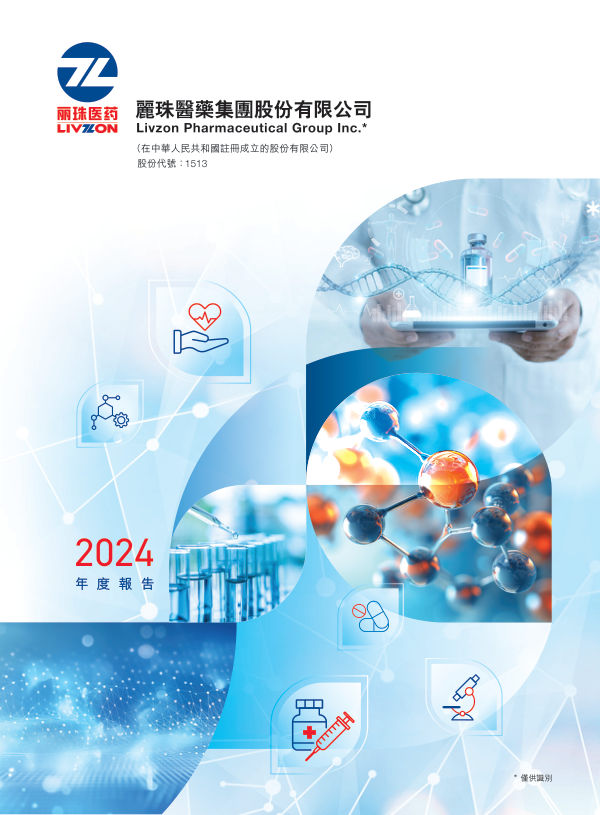 丽珠医药
LIVZON
麗珠醫藥集團股份有限公司
Livzon Pharmaceutical Group Inc.*
（在中華人民共和國註冊成立的股份有限公司）
股份代號：1513
2024
年度報告
* 僅供識別